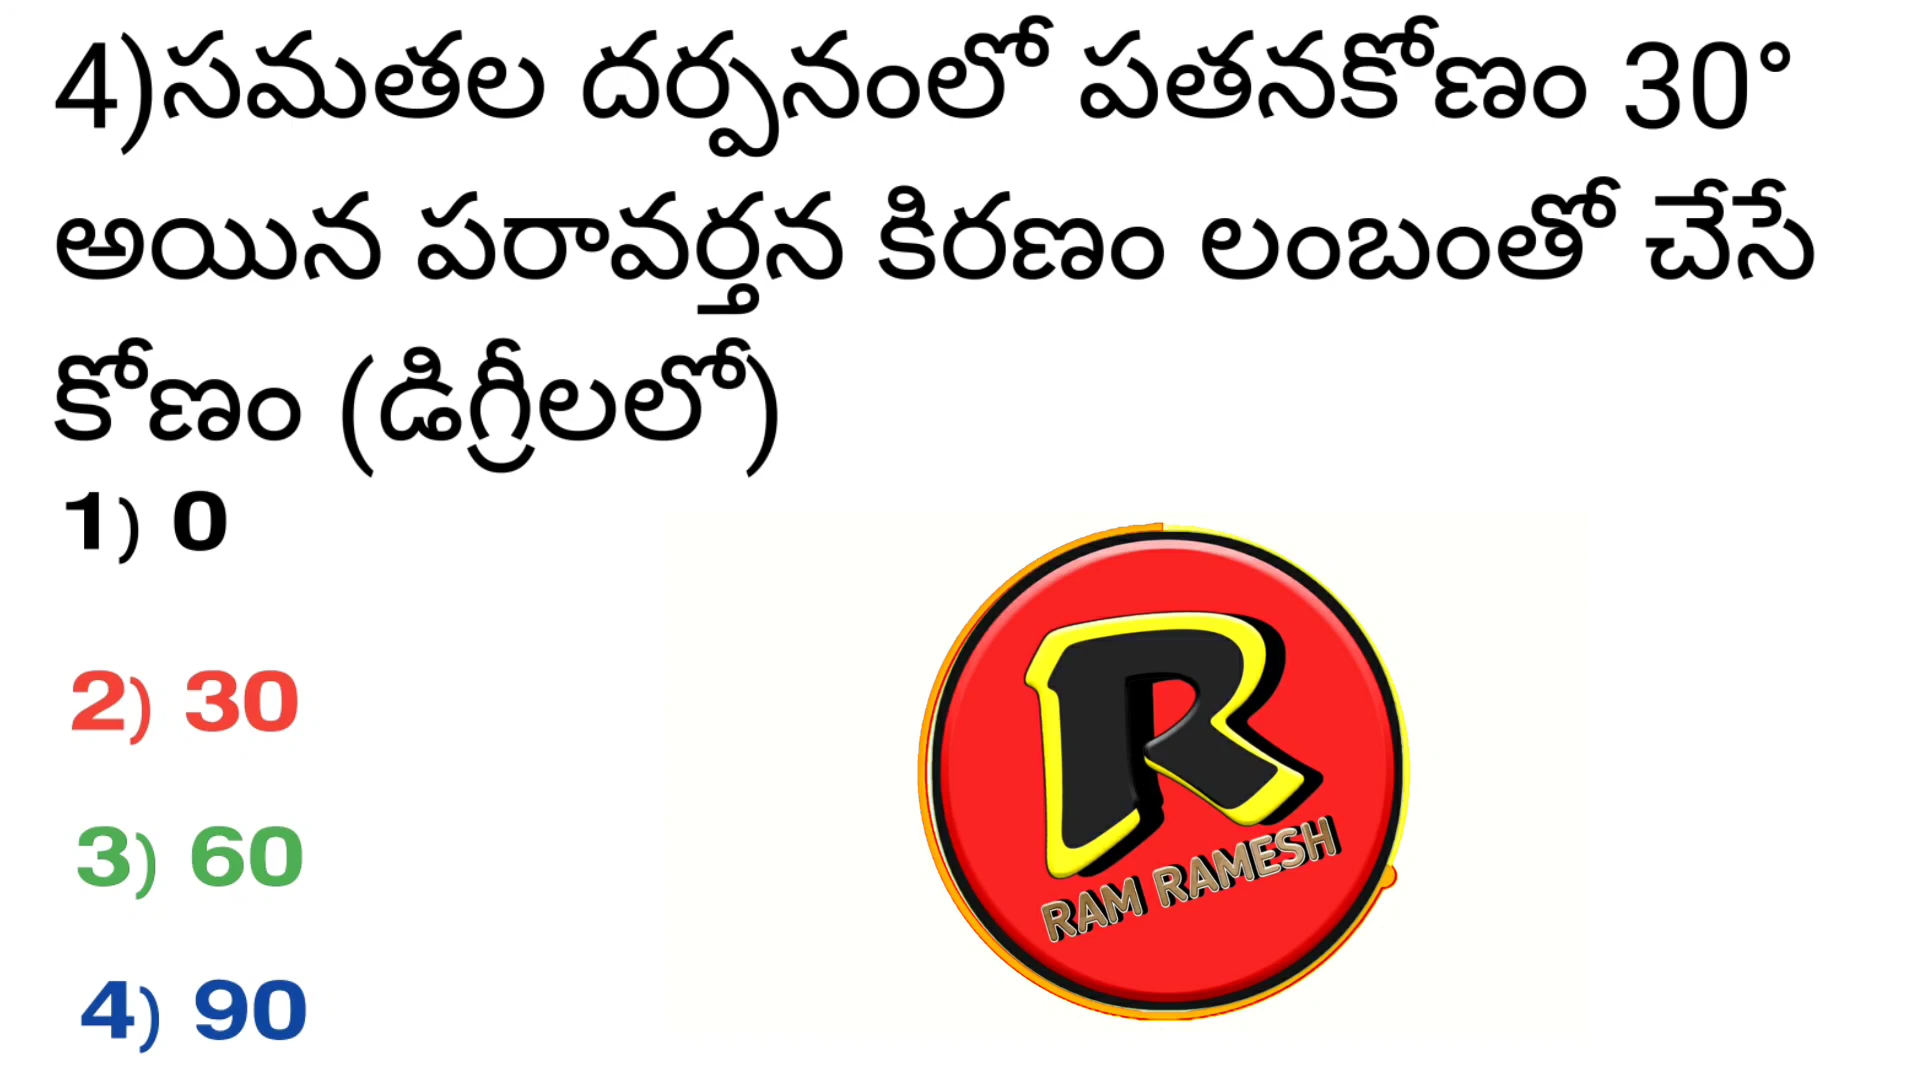 4)సమతల దర్పనంలో పతనకోణం 30°
అయిన పరావర్తన కిరణం లంబంతో చేసే
కోణం (డిగ్రీలలో)
1) 0
2) 30
3) 60
4) 90
R
RAM RAMESH